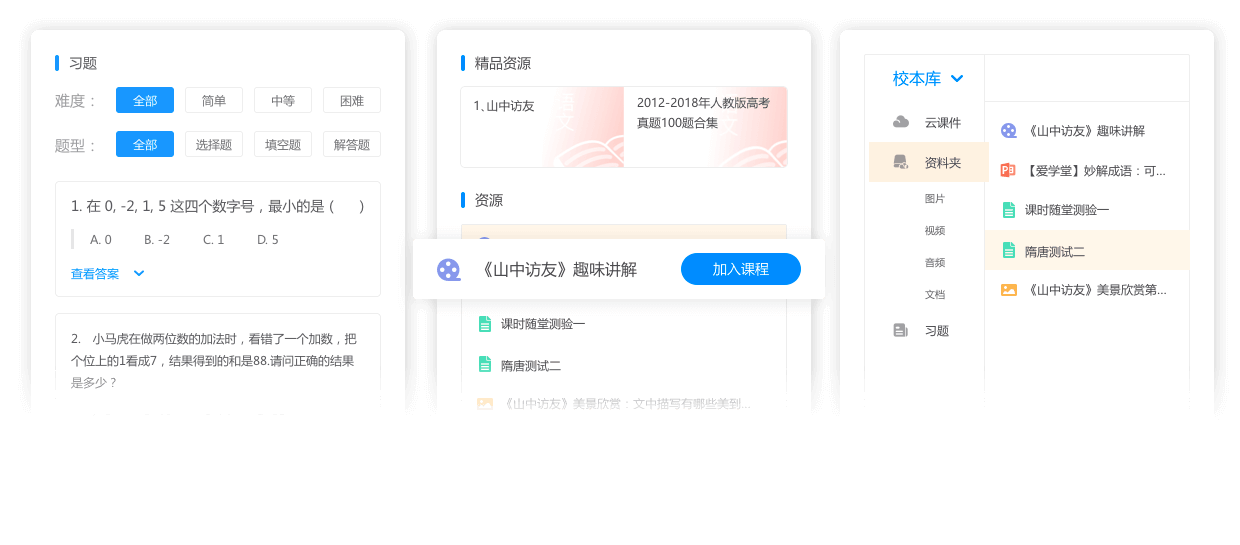 习题
难度：
全部
简单
中等
困难
题型：
全部
选择题
填空题
解答题
1. 在 0, -2, 1, 5 这四个数字号，最小的是 (      )
A. 0
B. -2
C. 1
D. 5
查看答案
2. 小马虎在做两位数的加法时，看错了一个加数，把
个位上的1看成7，结果得到的和是88.请问正确的结果
是多少？
精品资源
1、山中访友
2012-2018年人教版高考
真题100题合集
资源
《山中访友》趣味讲解
加入课程
课时随堂测验一
隋唐测试二
《山中访友》美景欣赏：文中描写有哪些美到...
校本库
云课件
资料夹
图片
视频
音频
文档
习题
《山中访友》趣味讲解
【爱学堂】妙解成语：可...
课时随堂测验一
隋唐测试二
《山中访友》美景欣赏第...